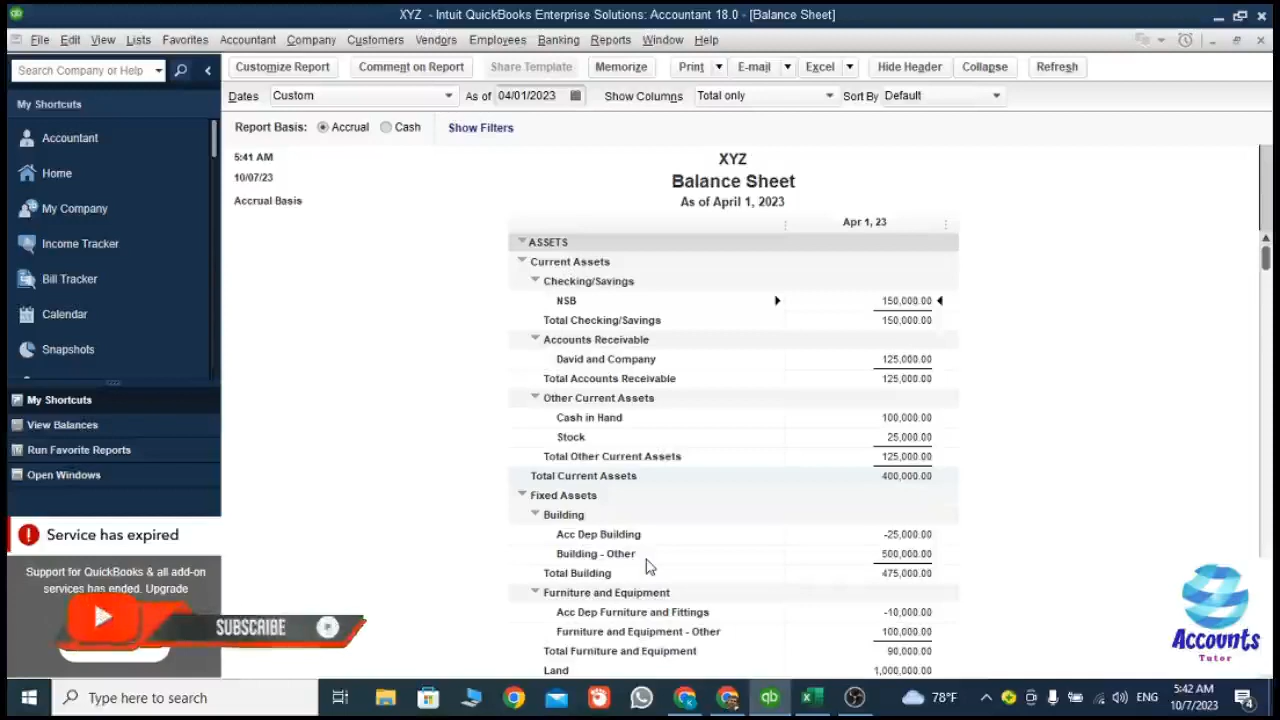 XYZ - Intuit QuickBooks Enterprise Solutions: Accountant 18.0 - [Balance Sheet]
File Edit View Lists Favorites Accountant Company Customers Vendors Employees Banking Reports Window Help
Search Company or Help
Customize Report Comment on Report Share Template Memorize Print E-mail Excel Hide Header Collapse Refresh
My Shortcuts
Dates Custom As of 04/01/2023 Show Columns Total only Sort By Default
Accountant
Home
My Company
Income Tracker
Bill Tracker
Calendar
Snapshots
My Shortcuts
View Balances
Run Favorite Reports
Open Windows
Service has expired
Support for QuickBooks & all add-on
services has ended. Upgrade
SUBSCRIBE
Report Basis: Accrual Cash Show Filters
5:41 AM
10/07/23
Accrual Basis
XYZ
Balance Sheet
As of April 1, 2023
Apr 1, 23
ASSETS
Current Assets
Checking/Savings
NSB 150,000.00
Total Checking/Savings 150,000.00
Accounts Receivable
David and Company 125,000.00
Total Accounts Receivable 125,000.00
Other Current Assets
Cash in Hand 100,000.00
Stock 25,000.00
Total Other Current Assets 125,000.00
Total Current Assets 400,000.00
Fixed Assets
Building
Acc Dep Building -25,000.00
Building - Other 500,000.00
Total Building 475,000.00
Furniture and Equipment
Acc Dep Furniture and Fittings -10,000.00
Furniture and Equipment - Other 100,000.00
Total Furniture and Equipment 90,000.00
Land 1,000,000.00
Accounts
Tutor
Type here to search
78°F
ENG
5:42 AM
10/7/2023
4